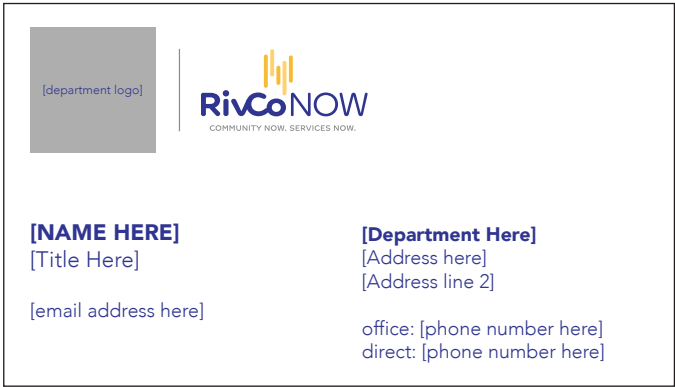 [department logo]
RivCoNOW
COMMUNITY NOW. SERVICES NOW.
[NAME HERE]
[Title Here]
[email address here]
[Department Here]
[Address here]
[Address line 2]
office: [phone number here]
direct: [phone number here]